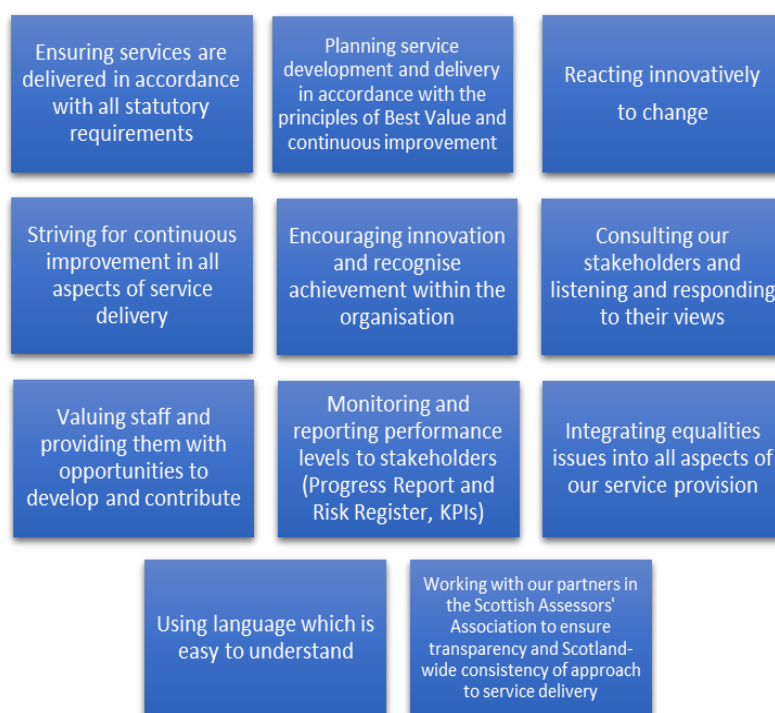 Ensuring services are
delivered in accordance
with all statutory
requirements
Planning service
development and delivery
in accordance with the
principles of Best Value and
continuous improvement
Reacting innovatively
to change
Striving for continuous
improvement in all
aspects of service
delivery
Encouraging innovation
and recognise
achievement within the
organisation
Consulting our
stakeholders and
listening and responding
to their views
Valuing staff and
providing them with
opportunities to
develop and contribute
Monitoring and
reporting performance
levels to stakeholders
(Progress Report and
Risk Register, KPIs)
Integrating equalities
issues into all aspects of
our service provision
Using language which is
easy to understand
Working with our partners in
the Scottish Assessors'
Association to ensure
transparency and Scotland-
wide consistency of approach
to service delivery